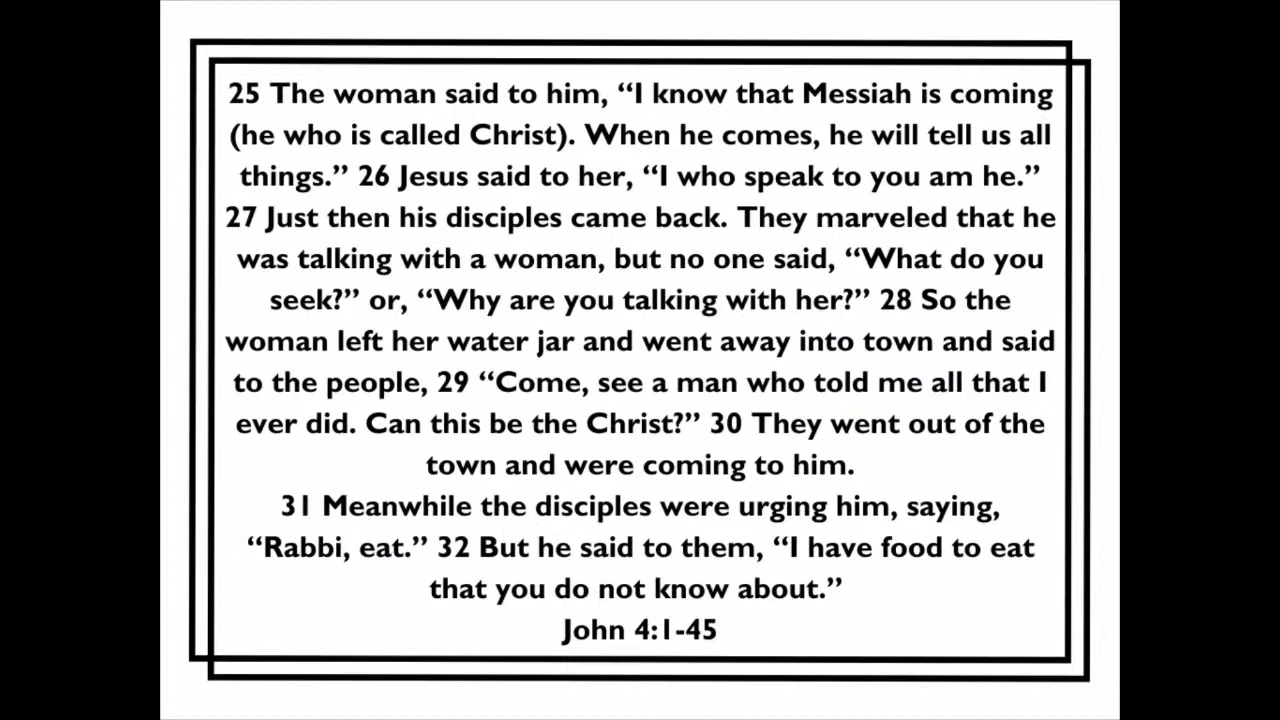 25 The woman said to him, “I know that Messiah is coming
(he who is called Christ). When he comes, he will tell us all
things.” 26 Jesus said to her, “I who speak to you am he.”
27 Just then his disciples came back. They marveled that he
was talking with a woman, but no one said, “What do you
seek?” or, “Why are you talking with her?” 28 So the
woman left her water jar and went away into town and said
to the people, 29 “Come, see a man who told me all that I
ever did. Can this be the Christ?” 30 They went out of the
town and were coming to him.
31 Meanwhile the disciples were urging him, saying,
“Rabbi, eat.” 32 But he said to them, “I have food to eat
that you do not know about.”
John 4:1-45